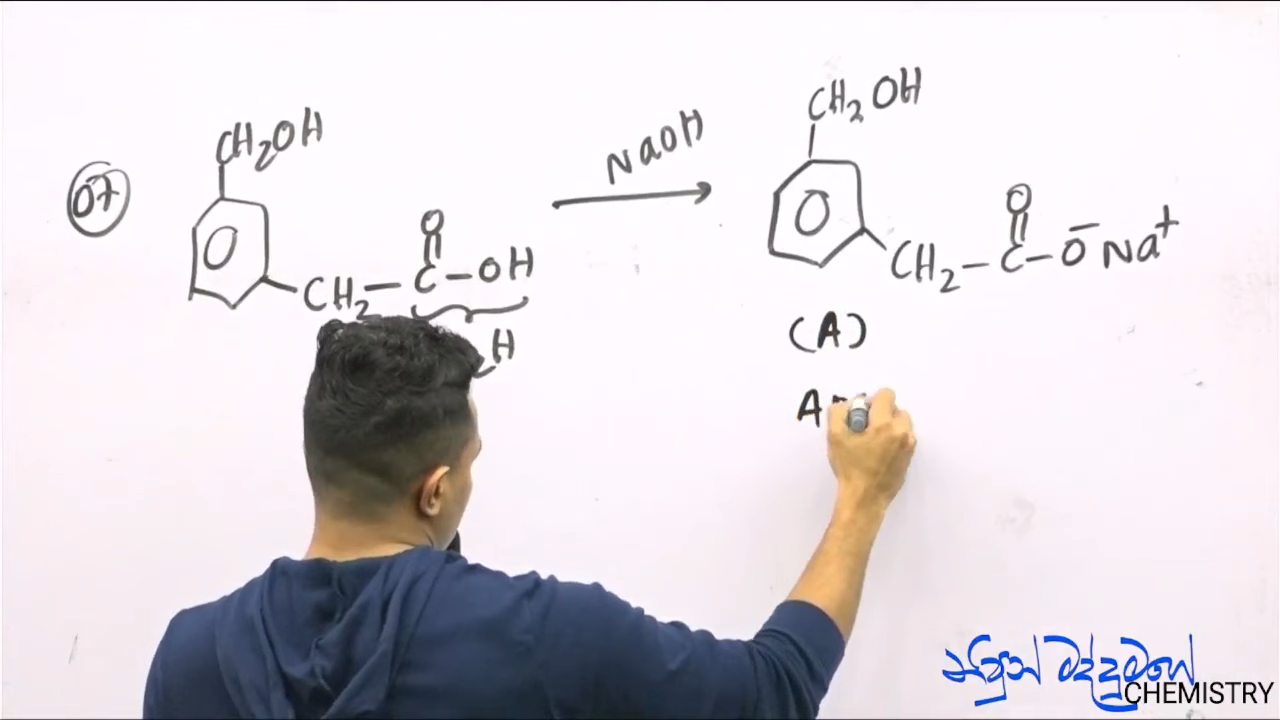 07
CH2OH
C-OH
O
CH2
H
NaOH
CH2OH
O
CH2-C-O⁻Na⁺
(A)
A
CHEMISTRY